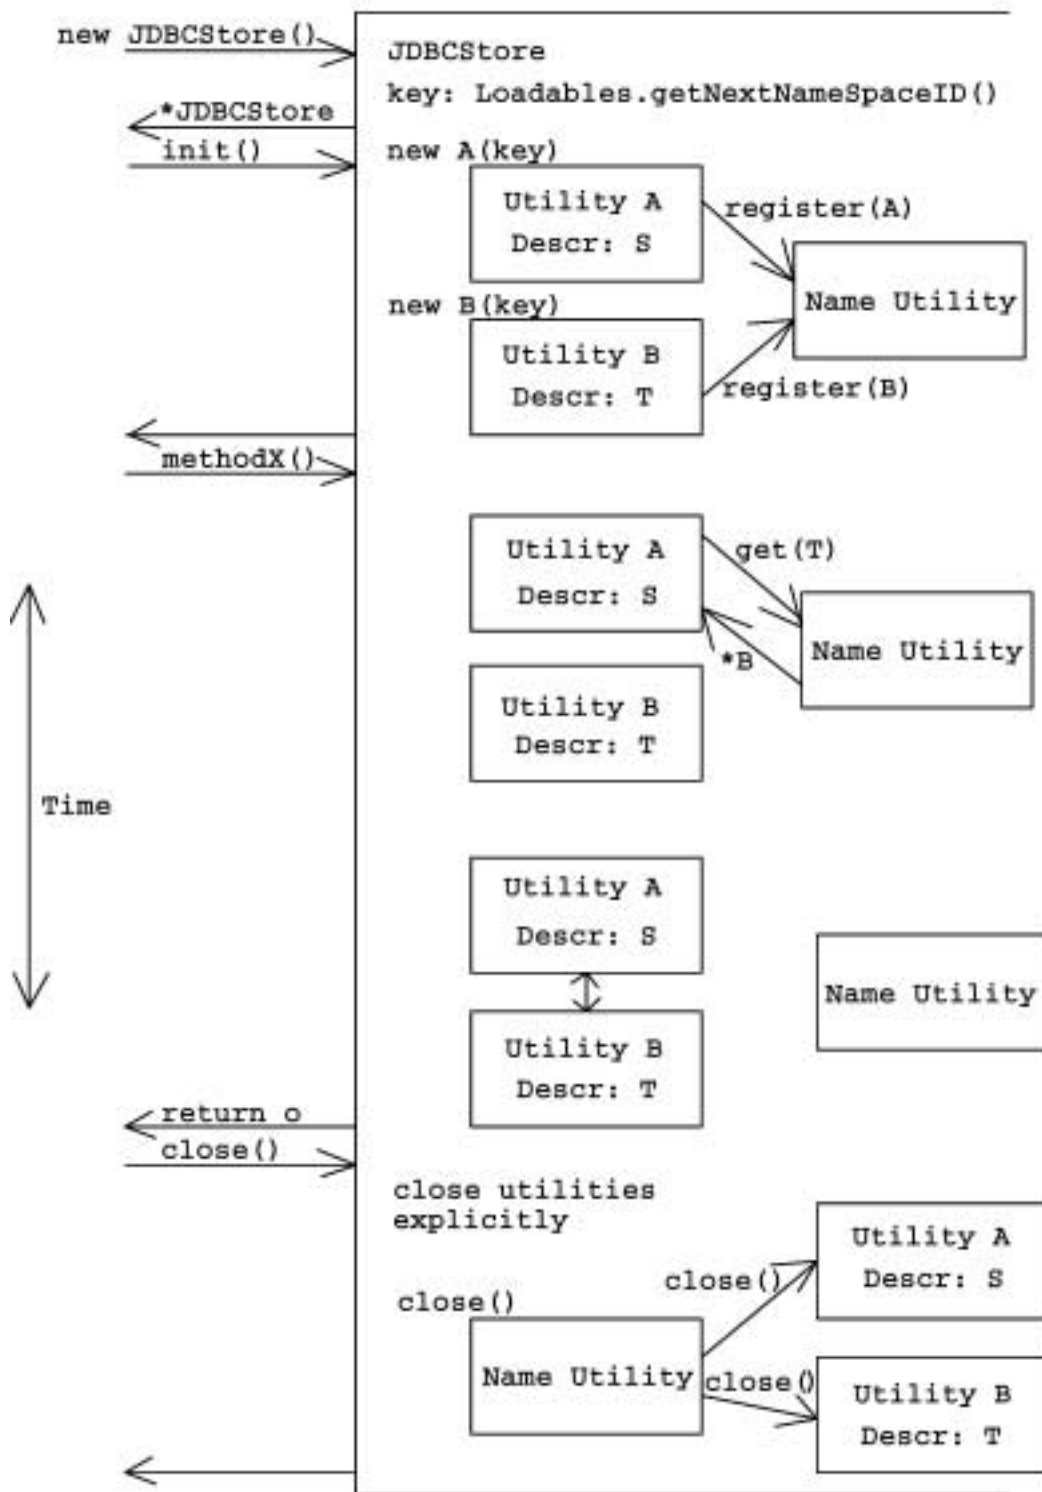 new JDBCStore()
JDBCStore
key: Loadables.getNextNameSpaceID()
*JDBCStore
init()
new A(key)
Utility A
Descr: S
register(A)
Name Utility
new B(key)
Utility B
Descr: T
register(B)
methodX()
Utility A
Descr: S
get(T)
*B
Name Utility
Utility B
Descr: T
Time
Utility A
Descr: S
Name Utility
Utility B
Descr: T
return o
close()
close utilities
explicitly
Utility A
Descr: S
close()
close()
Name Utility
close()
Utility B
Descr: T